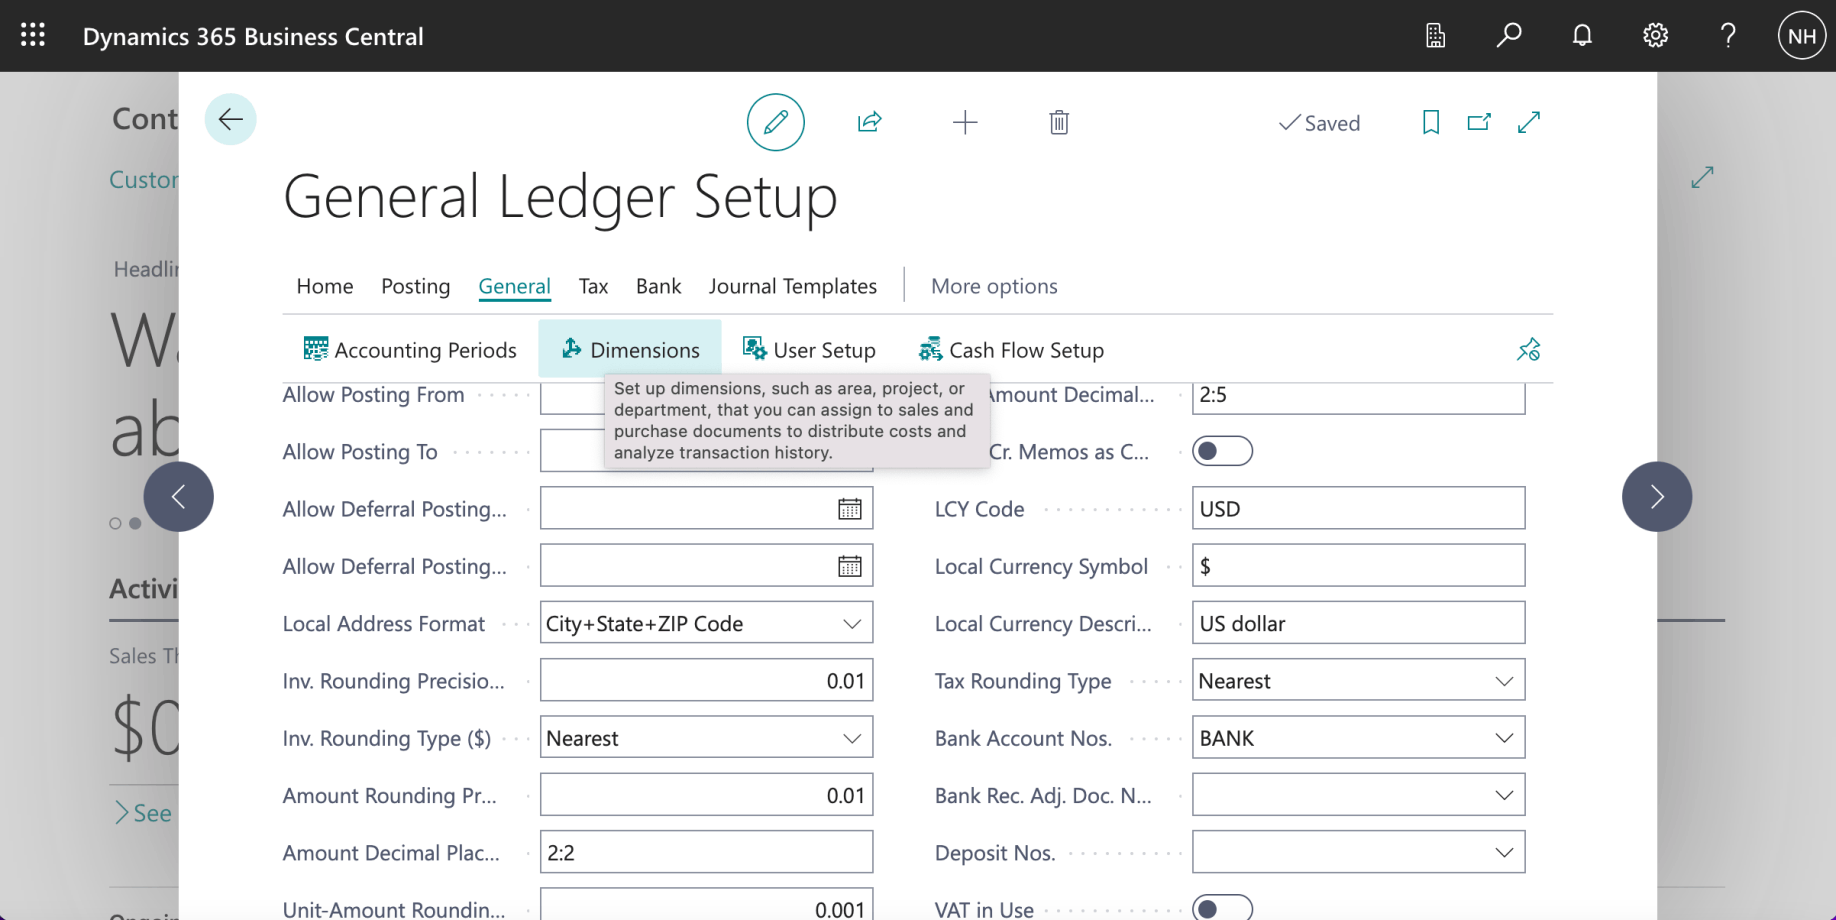 Dynamics 365 Business Central
NH
Saved
General Ledger Setup
Home Posting General Tax Bank Journal Templates More options
Accounting Periods Dimensions User Setup Cash Flow Setup
Set up dimensions, such as area, project, or
department, that you can assign to sales and
purchase documents to distribute costs and
analyze transaction history.
Allow Posting From
Allow Posting To
Allow Deferral Posting...
Allow Deferral Posting...
Local Address Format City+State+ZIP Code
Inv. Rounding Precisio... 0.01
Inv. Rounding Type ($) Nearest
Amount Rounding Pr... 0.01
Amount Decimal Plac... 2:2
Unit-Amount Roundin... 0.001
Amount Decimal... 2:5
Cr. Memos as C...
LCY Code USD
Local Currency Symbol $
Local Currency Descri... US dollar
Tax Rounding Type Nearest
Bank Account Nos. BANK
Bank Rec. Adj. Doc. N...
Deposit Nos.
VAT in Use
Cont
Custor
Headlin
Wa
ab
Activi
Sales Th
$0
See